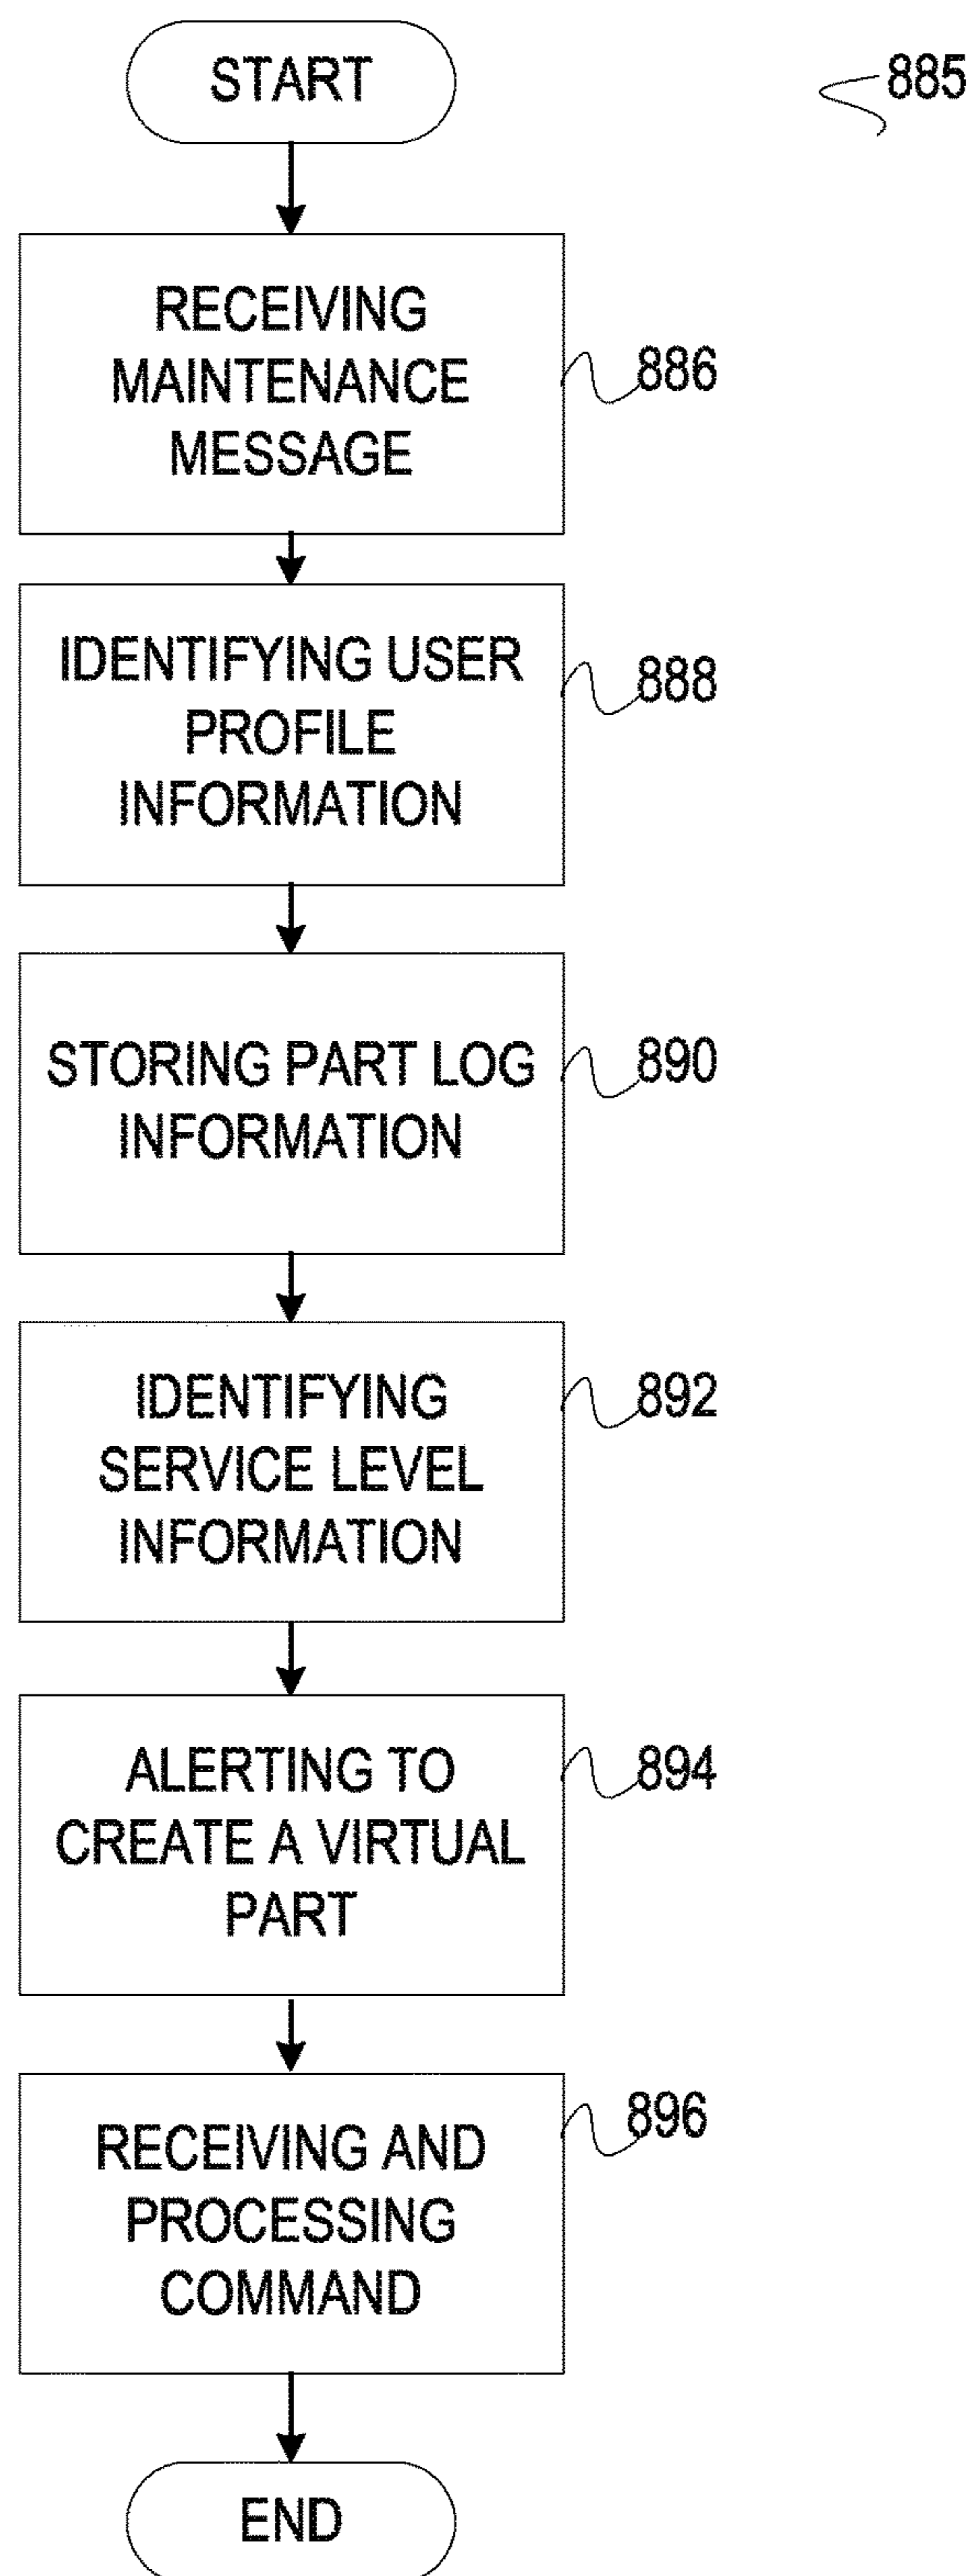 START
885
RECEIVING
MAINTENANCE
MESSAGE
886
IDENTIFYING USER
PROFILE
INFORMATION
888
STORING PART LOG
INFORMATION
890
IDENTIFYING
SERVICE LEVEL
INFORMATION
892
ALERTING TO
CREATE A VIRTUAL
PART
894
RECEIVING AND
PROCESSING
COMMAND
896
END